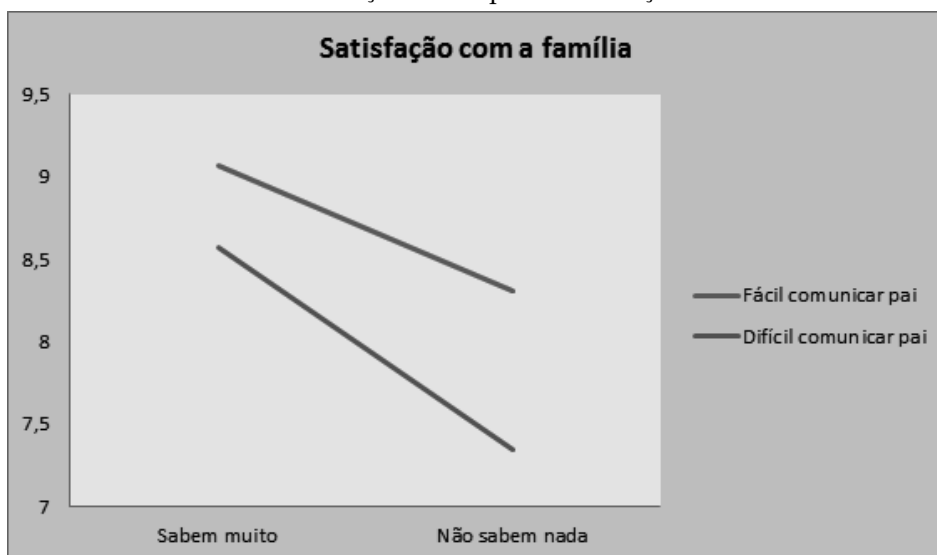 Satisfação com a família
9,5
9
8,5
8
7,5
7
Sabem muito Não sabem nada
Fácil comunicar pai
Difícil comunicar pai